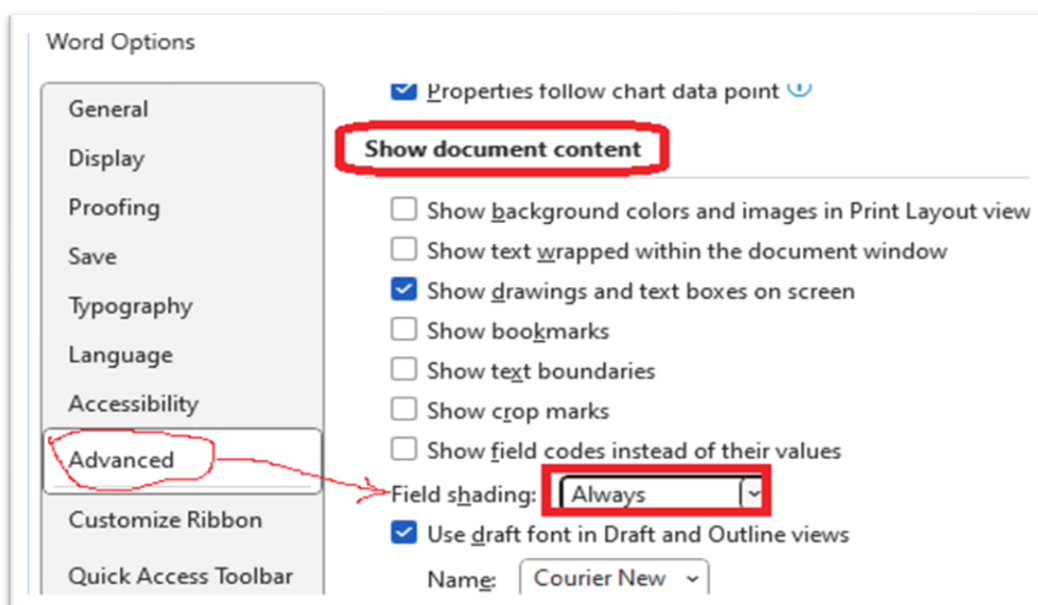 Word Options
General
Display
Proofing
Save
Typography
Language
Accessibility
Advanced
Customize Ribbon
Quick Access Toolbar
Properties follow chart data point
Show document content
Show background colors and images in Print Layout view
Show text wrapped within the document window
Show drawings and text boxes on screen
Show bookmarks
Show text boundaries
Show crop marks
Show field codes instead of their values
Field shading: Always
Use draft font in Draft and Outline views
Name: Courier New